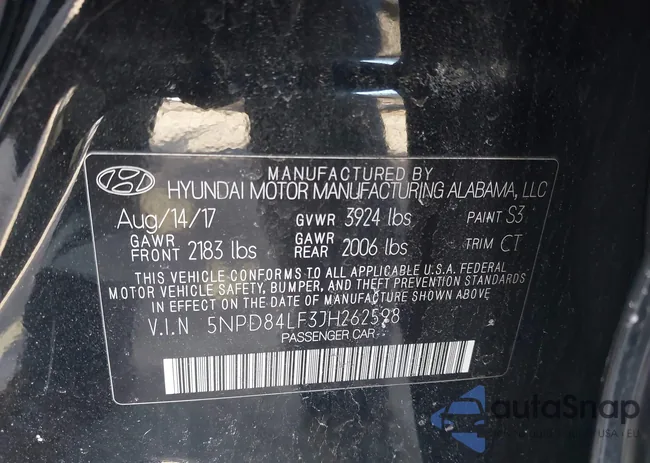 MANUFACTURED BY
HYUNDAI MOTOR MANUFACTURING ALABAMA, LLC
Aug/14/17 GVWR 3924 lbs PAINT S3
GAWR FRONT 2183 lbs GAWR REAR 2006 lbs TRIM CT
THIS VEHICLE CONFORMS TO ALL APPLICABLE U.S.A. FEDERAL
MOTOR VEHICLE SAFETY, BUMPER, AND THEFT PREVENTION STANDARDS
IN EFFECT ON THE DATE OF MANUFACTURE SHOWN ABOVE.
V.I.N 5NPD84LF3JH262598
PASSENGER CAR
autaSnap